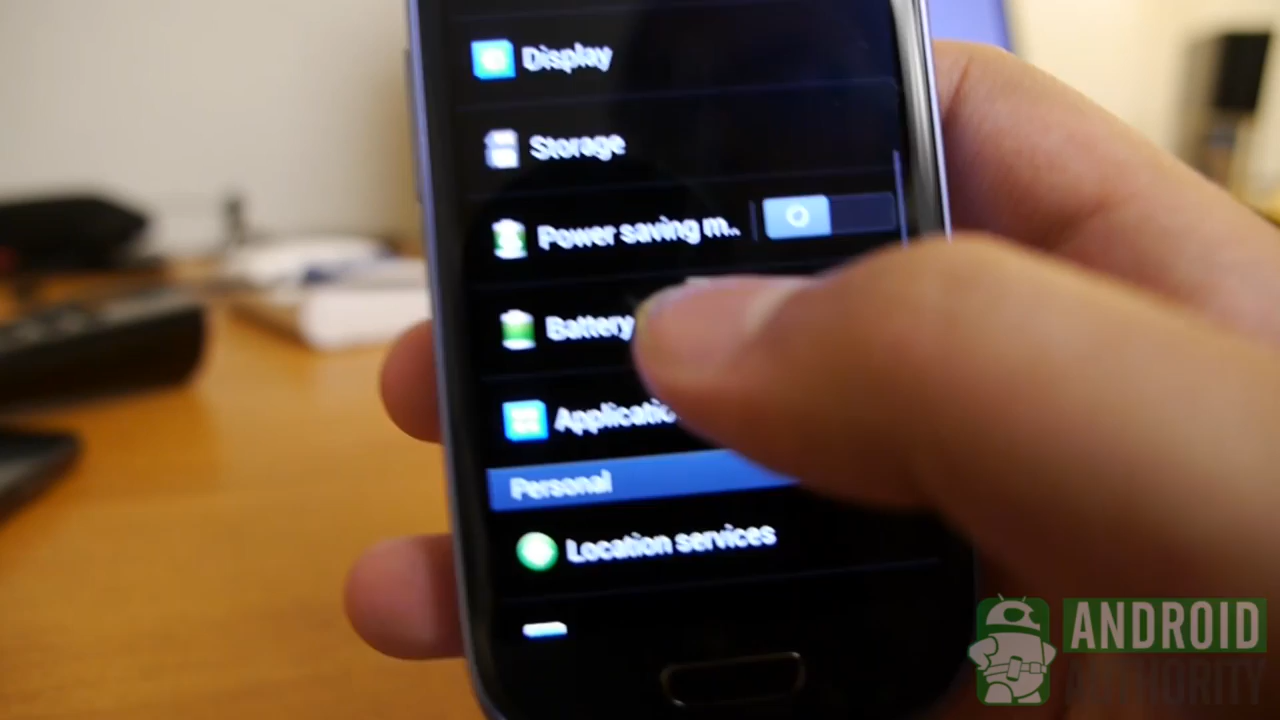 Display
Storage
Power saving m..
Battery
Applicatio
Personal
Location services
ANDROID
AUTHORITY